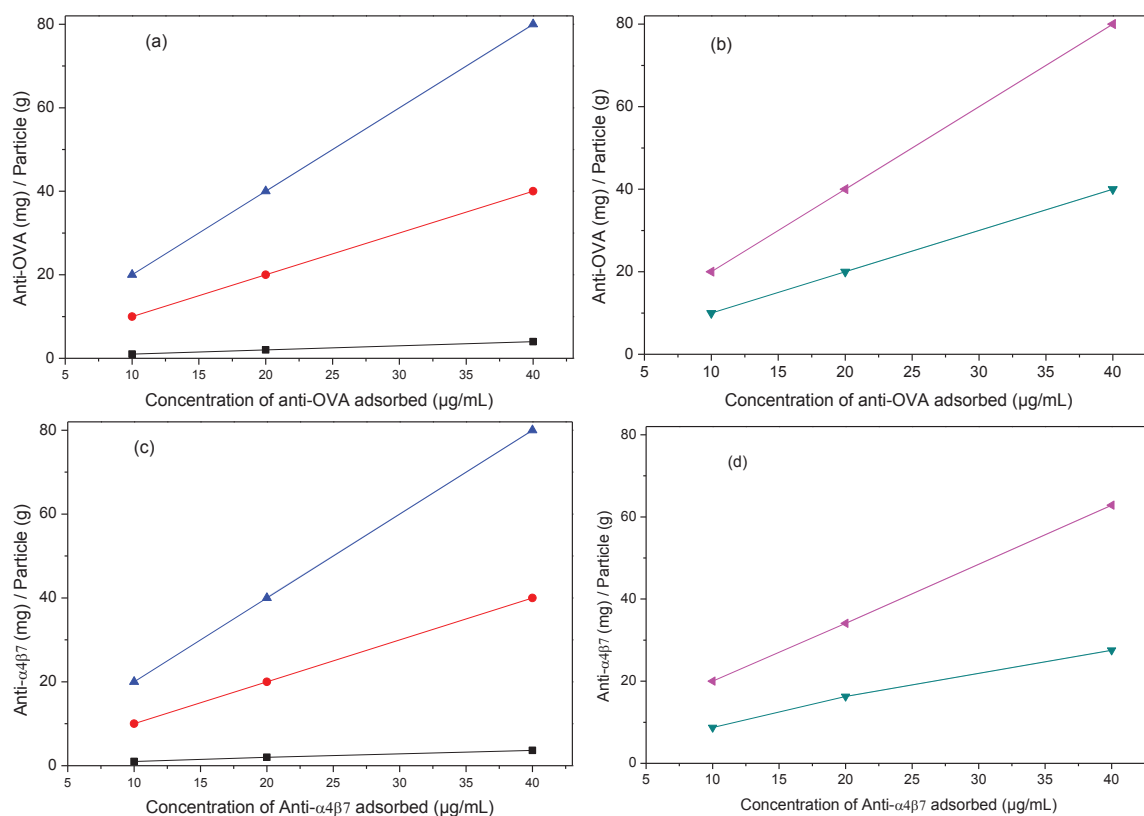 (a)
Anti-OVA (mg) / Particle (g)
80
60
40
20
0
5 10 15 20 25 30 35 40
Concentration of anti-OVA adsorbed (µg/mL)
(b)
Anti-OVA (mg) / Particle (g)
80
60
40
20
0
5 10 15 20 25 30 35 40
Concentration of anti-OVA adsorbed (µg/mL)
(c)
Anti-α4β7 (mg) / Particle (g)
80
60
40
20
0
5 10 15 20 25 30 35 40
Concentration of Anti-α4β7 adsorbed (µg/mL)
(d)
Anti-α4β7 (mg) / Particle (g)
80
60
40
20
0
5 10 15 20 25 30 35 40
Concentration of Anti-α4β7 adsorbed (µg/mL)